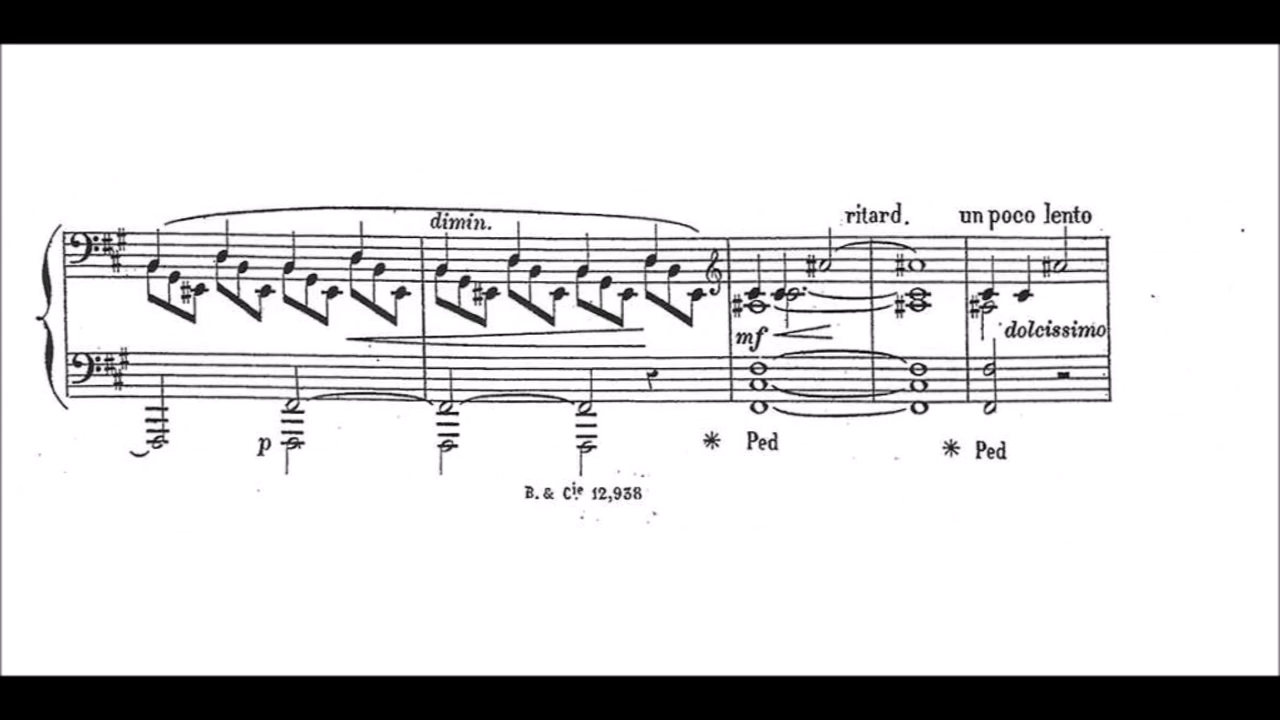 ritard. un poco lento
dimin.
mf dolcissimo
p Ped Ped
B. & Cie 12,938